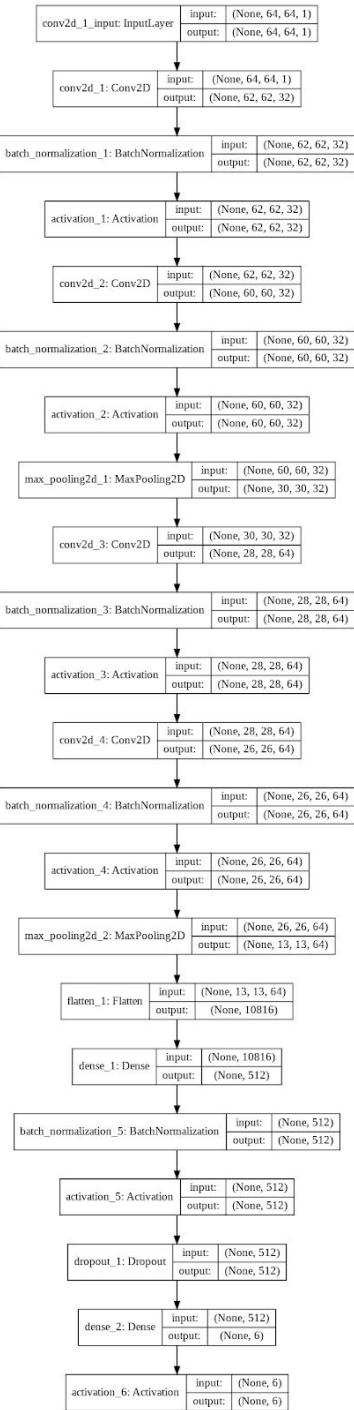 conv2d_1_input: InputLayer
input: (None, 64, 64, 1)
output: (None, 64, 64, 1)
conv2d_1: Conv2D
input: (None, 64, 64, 1)
output: (None, 62, 62, 32)
batch_normalization_1: BatchNormalization
input: (None, 62, 62, 32)
output: (None, 62, 62, 32)
activation_1: Activation
input: (None, 62, 62, 32)
output: (None, 62, 62, 32)
conv2d_2: Conv2D
input: (None, 62, 62, 32)
output: (None, 60, 60, 32)
batch_normalization_2: BatchNormalization
input: (None, 60, 60, 32)
output: (None, 60, 60, 32)
activation_2: Activation
input: (None, 60, 60, 32)
output: (None, 60, 60, 32)
max_pooling2d_1: MaxPooling2D
input: (None, 60, 60, 32)
output: (None, 30, 30, 32)
conv2d_3: Conv2D
input: (None, 30, 30, 32)
output: (None, 28, 28, 64)
batch_normalization_3: BatchNormalization
input: (None, 28, 28, 64)
output: (None, 28, 28, 64)
activation_3: Activation
input: (None, 28, 28, 64)
output: (None, 28, 28, 64)
conv2d_4: Conv2D
input: (None, 28, 28, 64)
output: (None, 26, 26, 64)
batch_normalization_4: BatchNormalization
input: (None, 26, 26, 64)
output: (None, 26, 26, 64)
activation_4: Activation
input: (None, 26, 26, 64)
output: (None, 26, 26, 64)
max_pooling2d_2: MaxPooling2D
input: (None, 26, 26, 64)
output: (None, 13, 13, 64)
flatten_1: Flatten
input: (None, 13, 13, 64)
output: (None, 10816)
dense_1: Dense
input: (None, 10816)
output: (None, 512)
batch_normalization_5: BatchNormalization
input: (None, 512)
output: (None, 512)
activation_5: Activation
input: (None, 512)
output: (None, 512)
dropout_1: Dropout
input: (None, 512)
output: (None, 512)
dense_2: Dense
input: (None, 512)
output: (None, 6)
activation_6: Activation
input: (None, 6)
output: (None, 6)